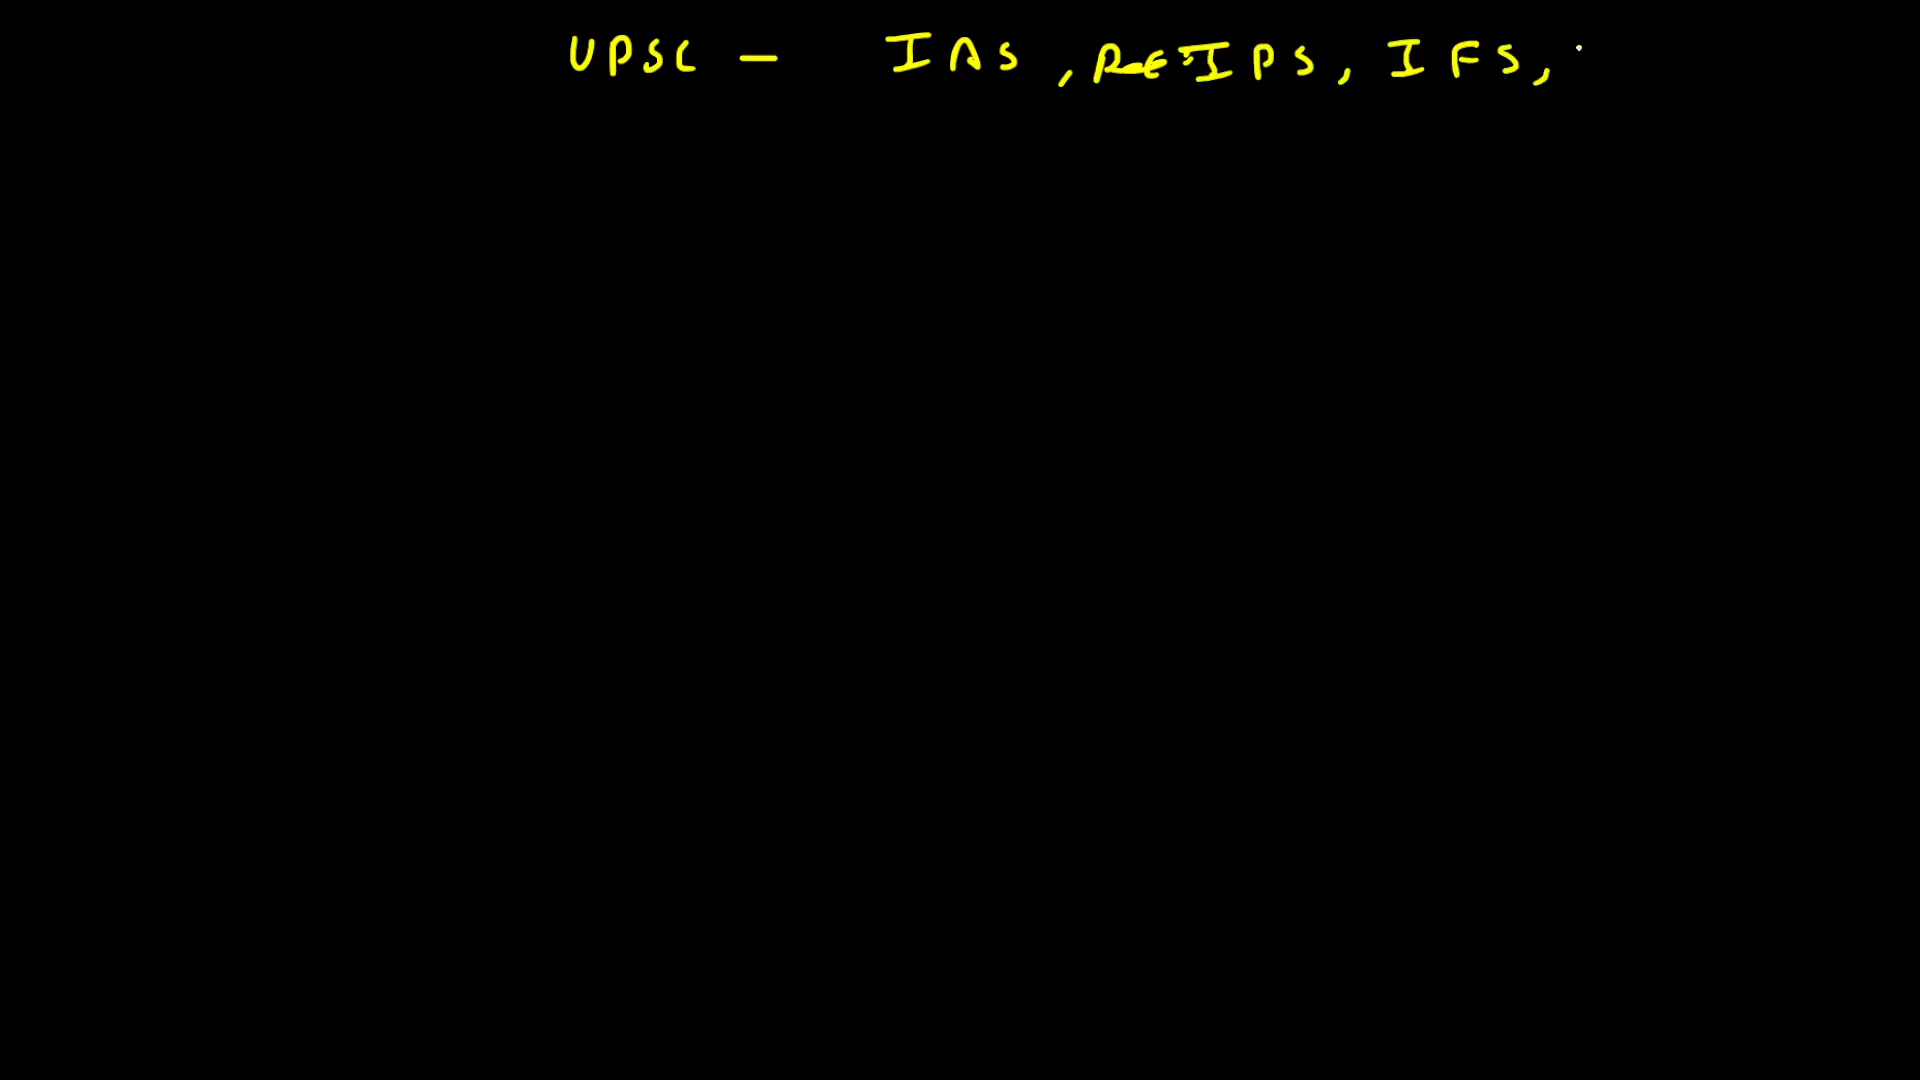 UPSC - IAS, IPS, IFS,